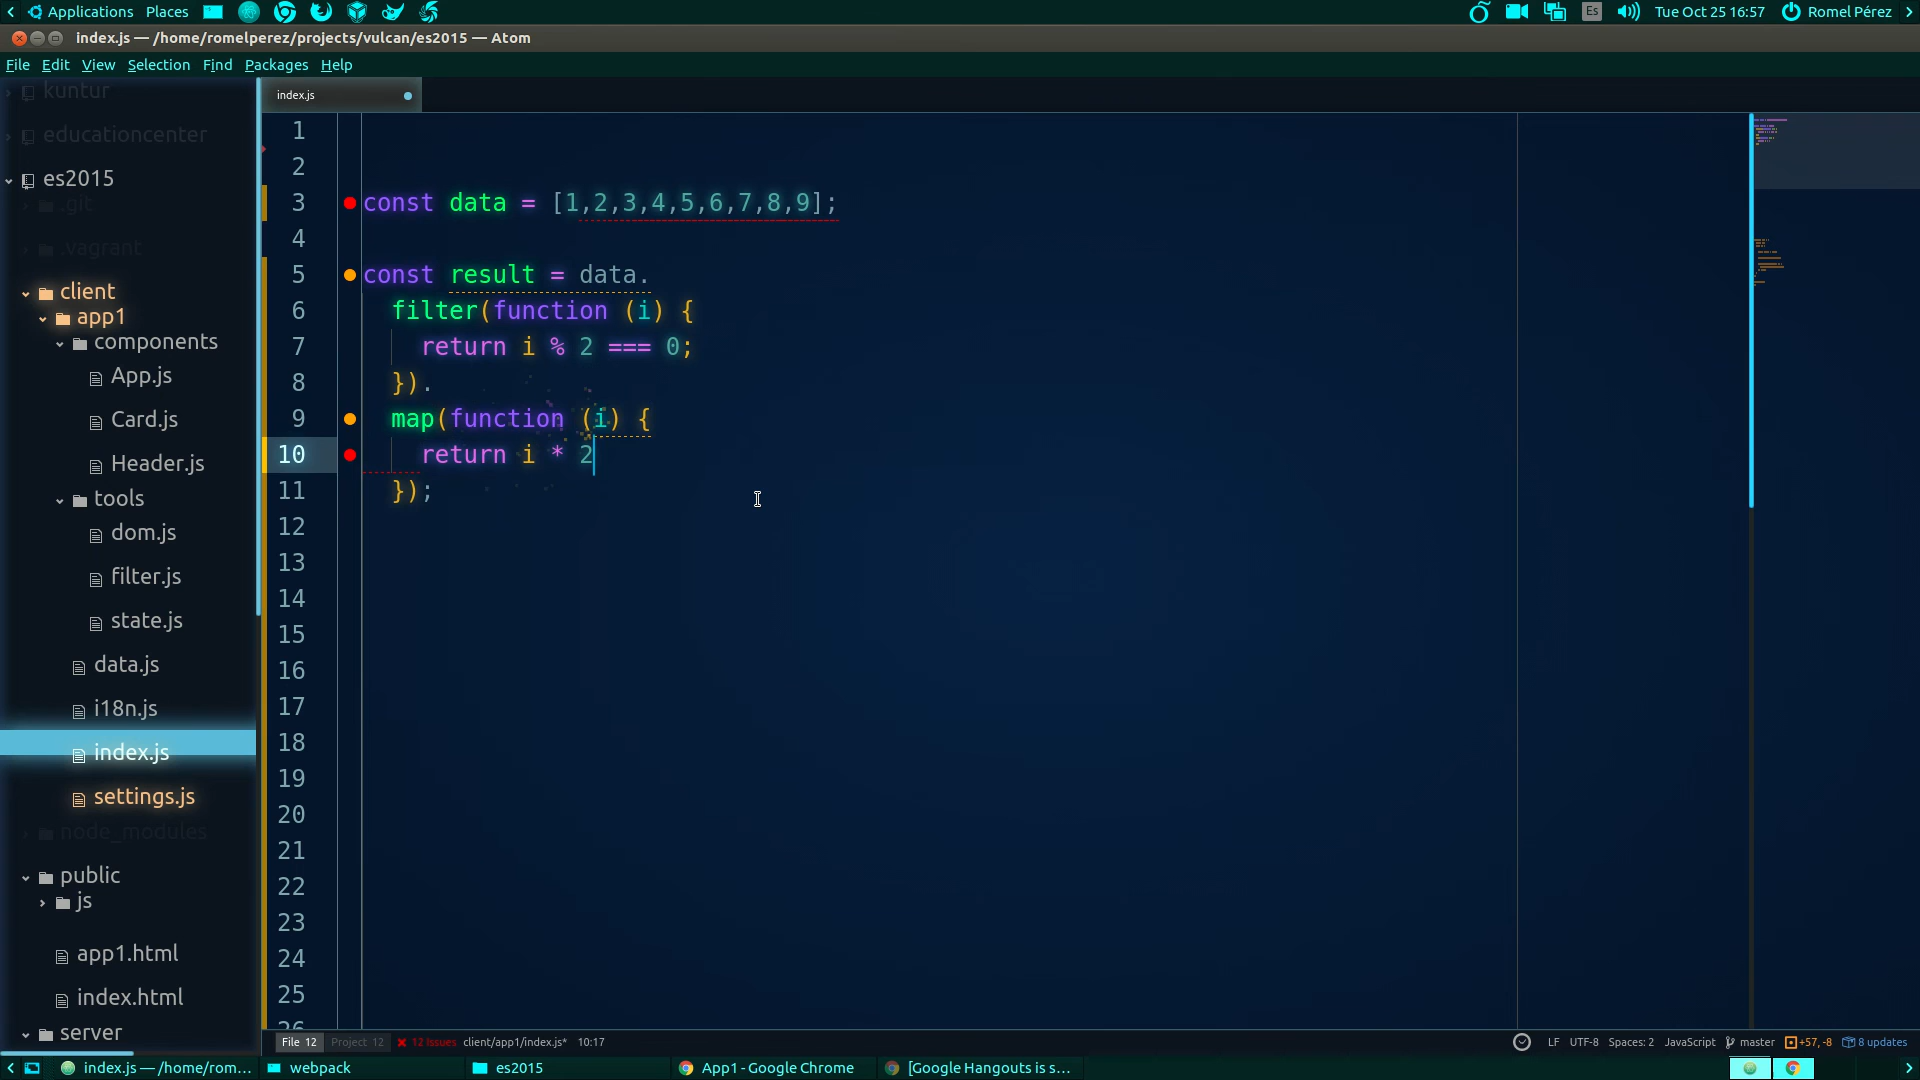 Applications Places Es Tue Oct 25 16:57 Romel Pérez
index.js — /home/romelperez/projects/vulcan/es2015 — Atom
File Edit View Selection Find Packages Help
kuntur
educationcenter
es2015
.git
.vagrant
client
app1
components
App.js
Card.js
Header.js
tools
dom.js
filter.js
state.js
data.js
i18n.js
index.js
settings.js
node_modules
public
js
app1.html
index.html
server
index.js
1
2
3 const data = [1,2,3,4,5,6,7,8,9];
4
5 const result = data.
6 filter(function (i) {
7 return i % 2 === 0;
8 }).
9 map(function (i) {
10 return i * 2
11 });
12
13
14
15
16
17
18
19
20
21
22
23
24
25
26
File 12 Project 12 12 Issues client/app1/index.js* 10:17 LF UTF-8 Spaces: 2 JavaScript master +57, -8 8 updates
index.js — /home/rom... webpack es2015 App1 - Google Chrome [Google Hangouts is s...